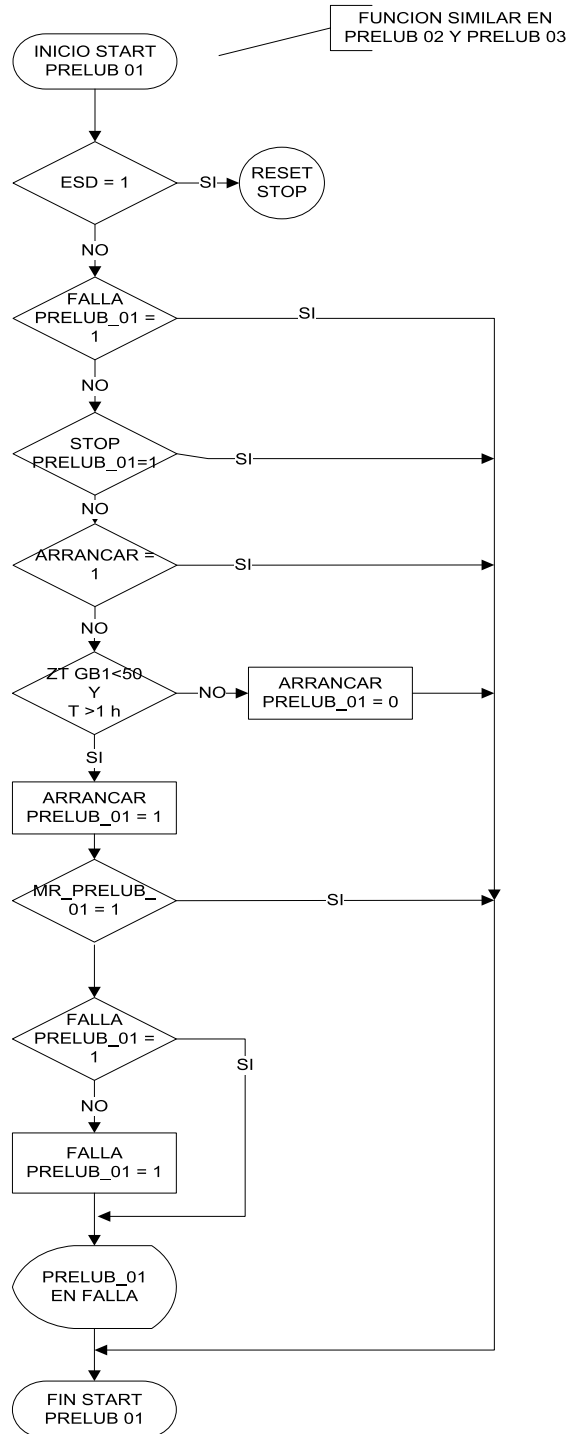 FUNCION SIMILAR EN
PRELUB 02 Y PRELUB 03
INICIO START
PRELUB 01
ESD = 1
SI
RESET
STOP
NO
FALLA
PRELUB_01 =
1
SI
NO
STOP
PRELUB_01=1
SI
NO
ARRANCAR =
1
SI
NO
ZT GB1<50
Y
T >1 h
NO
ARRANCAR
PRELUB_01 = 0
SI
ARRANCAR
PRELUB_01 = 1
MR_PRELUB_
01 = 1
SI
FALLA
PRELUB_01 =
1
SI
NO
FALLA
PRELUB_01 = 1
PRELUB_01
EN FALLA
FIN START
PRELUB 01